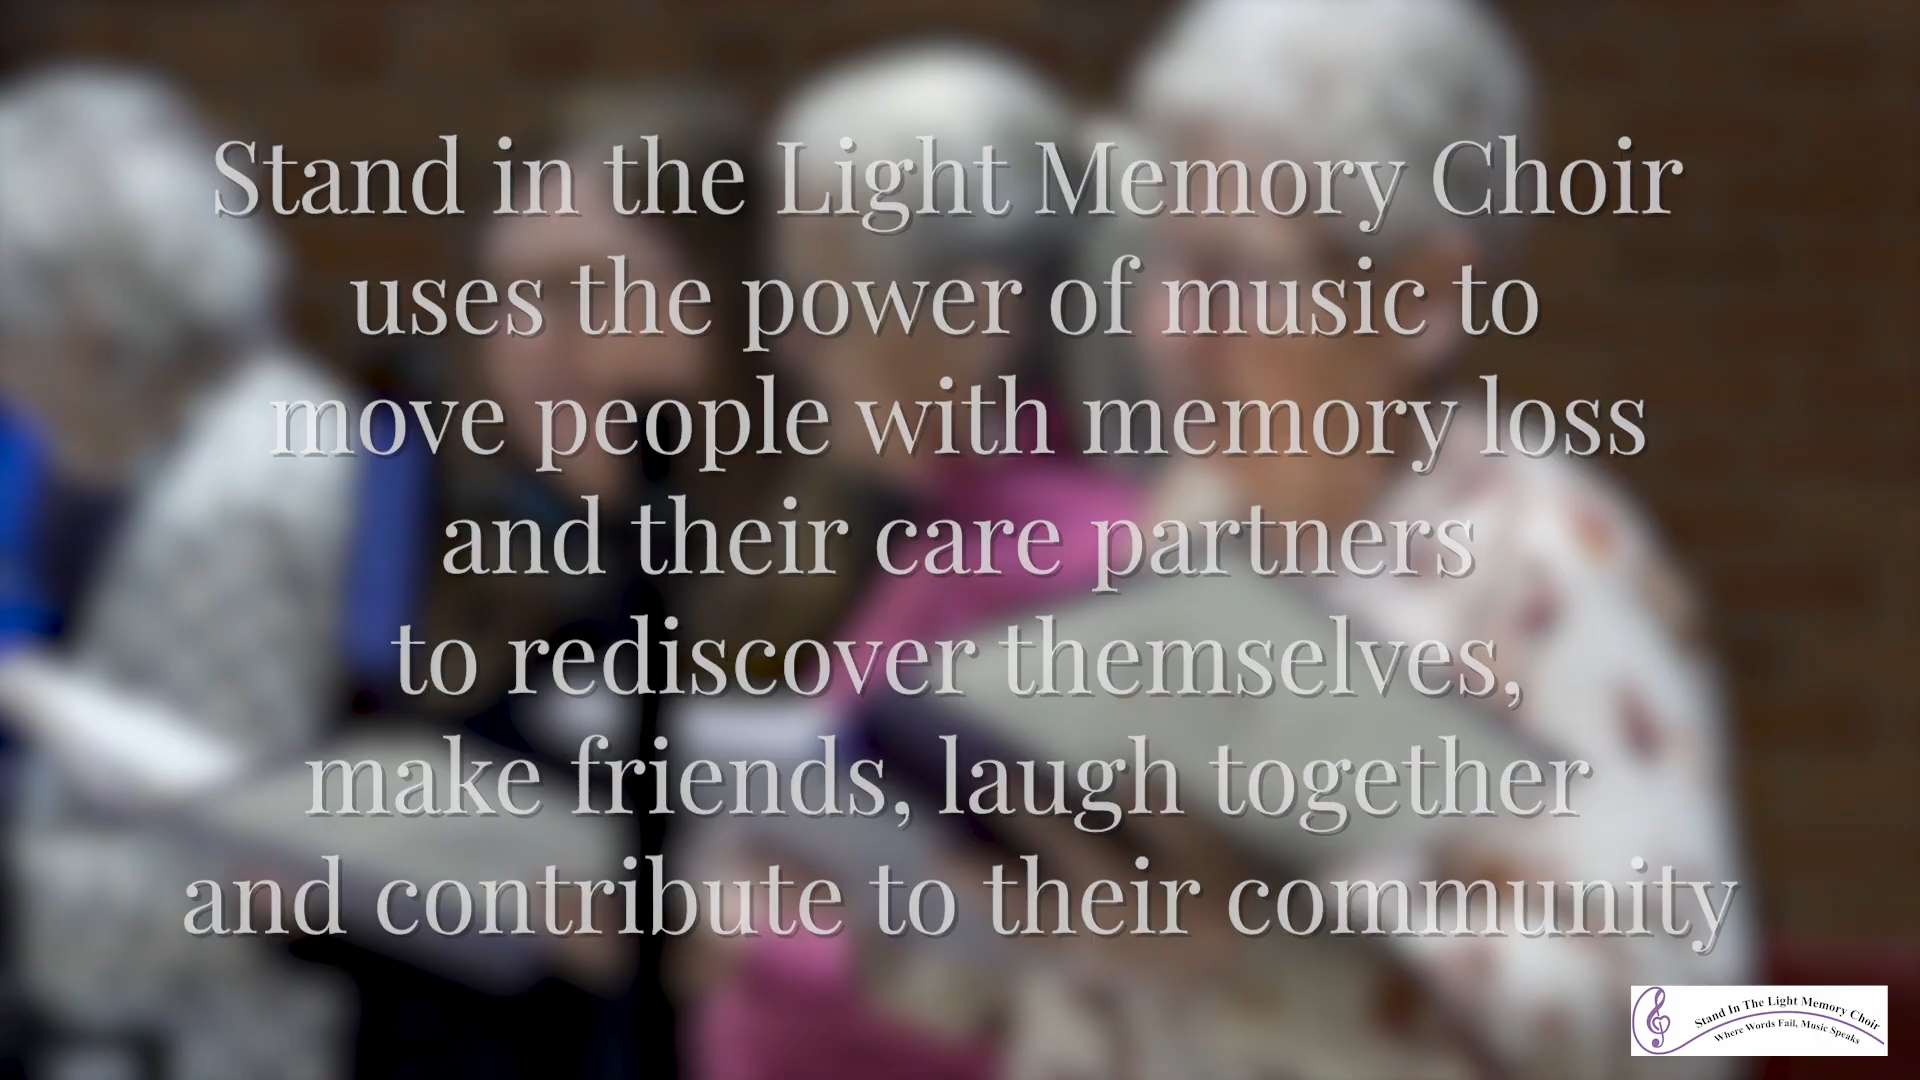 Stand in the Light Memory Choir
uses the power of music to
move people with memory loss
and their care partners
to rediscover themselves,
make friends, laugh together
and contribute to their community
Stand In The Light Memory Choir
Where Words Fail, Music Speaks